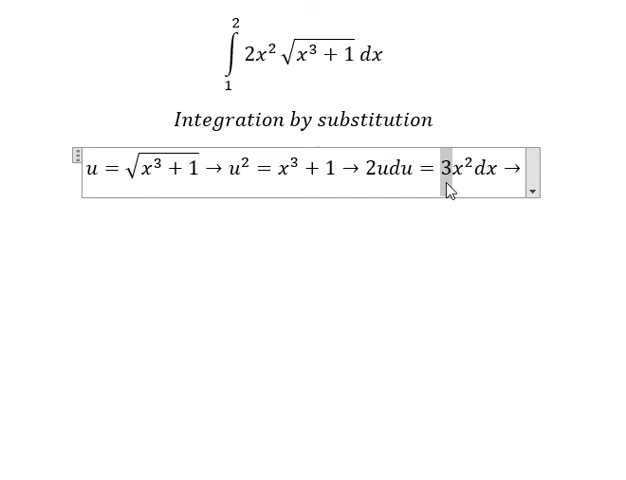 ∫₁² 2x² √(x³ + 1) dx
Integration by substitution
u = √(x³ + 1) → u² = x³ + 1 → 2udu = 3x²dx →